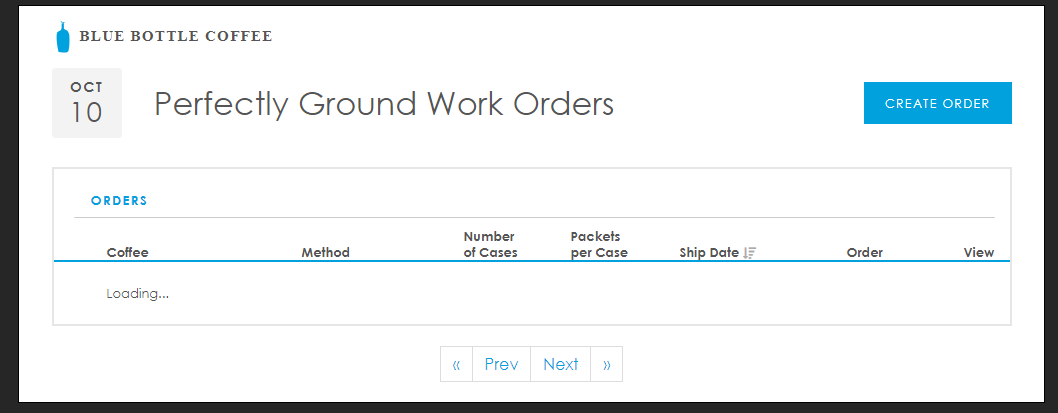 BLUE BOTTLE COFFEE
OCT
10
Perfectly Ground Work Orders
CREATE ORDER
ORDERS
Coffee
Method
Number
of Cases
Packets
per Case
Ship Date
Order
View
Loading...
«
Prev
Next
»